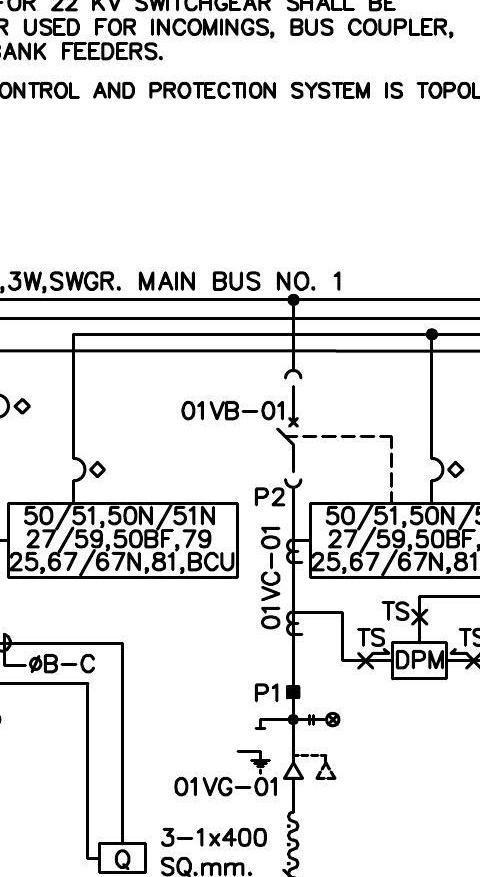 FOR 22 KV SWITCHGEAR SHALL BE
R USED FOR INCOMINGS, BUS COUPLER,
BANK FEEDERS.
ONTROL AND PROTECTION SYSTEM IS TOPOL
,3W,SWGR. MAIN BUS NO. 1
01VB-01
P2
50/51,50N/51N
27/59,50BF,79
25,67/67N,81,BCU
50/51,50N/5
27/59,50BF,
25,67/67N,81
01VC-01
TS
TS
DPM
TS
ØB-C
P1
01VG-01
3-1x400
SQ.mm.
Q